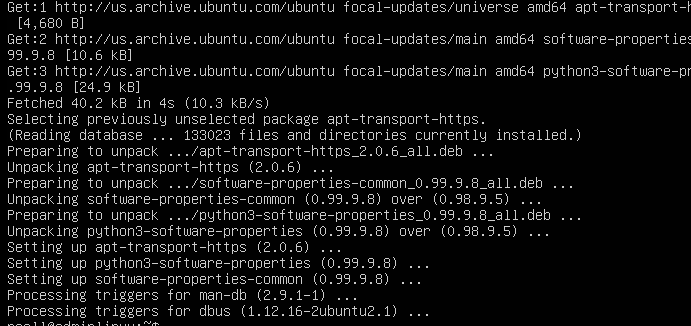 Get:1 http://us.archive.ubuntu.com/ubuntu focal-updates/universe amd64 apt-transport-h
[4,680 B]
Get:2 http://us.archive.ubuntu.com/ubuntu focal-updates/main amd64 software-properties
99.9.8 [10.6 kB]
Get:3 http://us.archive.ubuntu.com/ubuntu focal-updates/main amd64 python3-software-pr
.99.9.8 [24.9 kB]
Fetched 40.2 kB in 4s (10.3 kB/s)
Selecting previously unselected package apt-transport-https.
(Reading database ... 133023 files and directories currently installed.)
Preparing to unpack .../apt-transport-https_2.0.6_all.deb ...
Unpacking apt-transport-https (2.0.6) ...
Preparing to unpack .../software-properties-common_0.99.9.8_all.deb ...
Unpacking software-properties-common (0.99.9.8) over (0.98.9.5) ...
Preparing to unpack .../python3-software-properties_0.99.9.8_all.deb ...
Unpacking python3-software-properties (0.99.9.8) over (0.98.9.5) ...
Setting up apt-transport-https (2.0.6) ...
Setting up python3-software-properties (0.99.9.8) ...
Setting up software-properties-common (0.99.9.8) ...
Processing triggers for man-db (2.9.1-1) ...
Processing triggers for dbus (1.12.16-2ubuntu2.1) ...